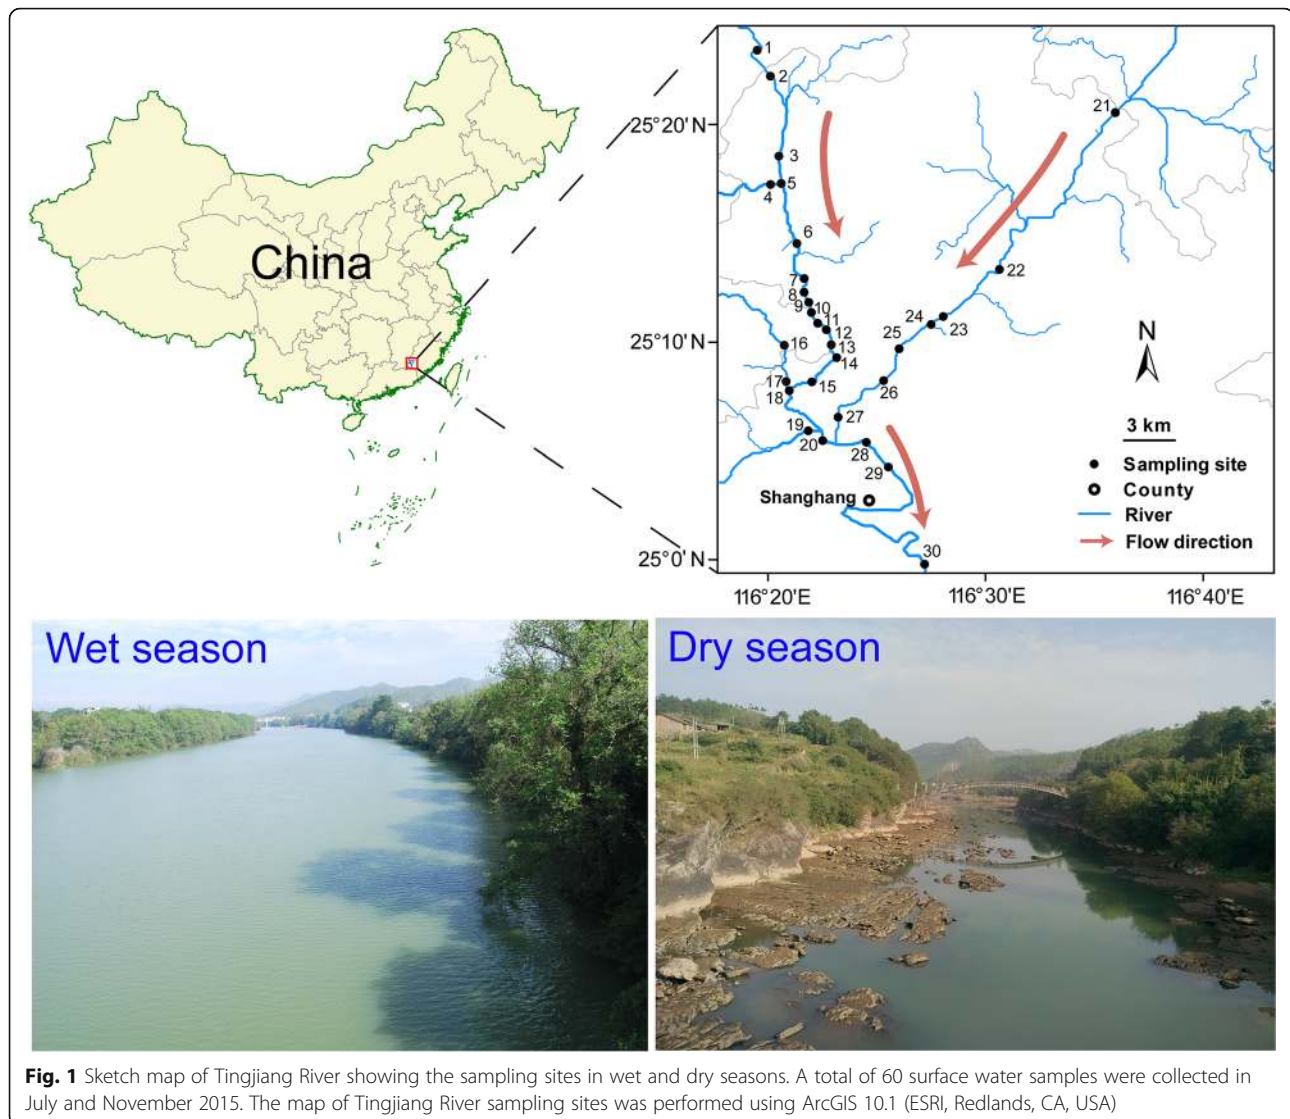 China
25°20' N
25°10' N
25°0' N
116°20'E
116°30'E
116°40'E
1
2
3
4
5
6
7
8
9
10
11
12
13
14
15
16
17
18
19
20
21
22
23
24
25
26
27
28
29
30
Shanghang
N
3 km
Sampling site
County
River
Flow direction
Wet season
Dry season
Fig. 1 Sketch map of Tingjiang River showing the sampling sites in wet and dry seasons. A total of 60 surface water samples were collected in
July and November 2015. The map of Tingjiang River sampling sites was performed using ArcGIS 10.1 (ESRI, Redlands, CA, USA)